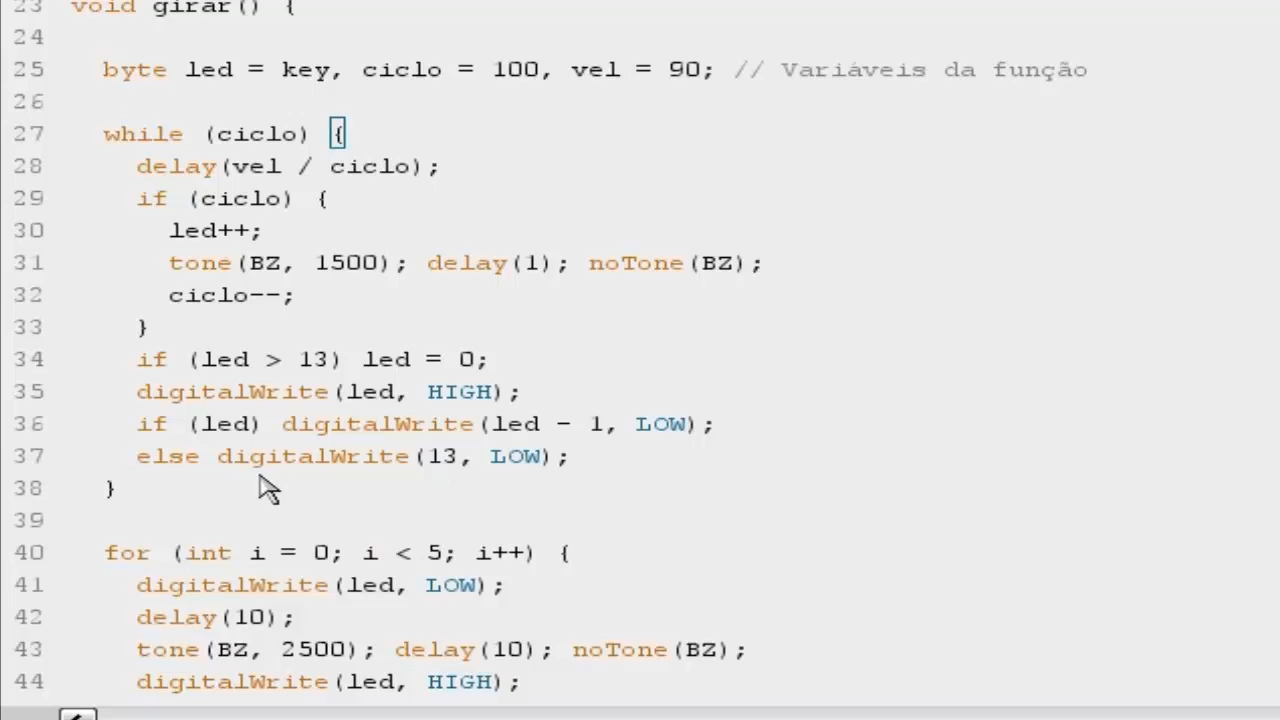 23 void girar() {
24
25 byte led = key, ciclo = 100, vel = 90; // Variáveis da função
26
27 while (ciclo) {
28 delay(vel / ciclo);
29 if (ciclo) {
30 led++;
31 tone(BZ, 1500); delay(1); noTone(BZ);
32 ciclo--;
33 }
34 if (led > 13) led = 0;
35 digitalWrite(led, HIGH);
36 if (led) digitalWrite(led - 1, LOW);
37 else digitalWrite(13, LOW);
38 }
39
40 for (int i = 0; i < 5; i++) {
41 digitalWrite(led, LOW);
42 delay(10);
43 tone(BZ, 2500); delay(10); noTone(BZ);
44 digitalWrite(led, HIGH);